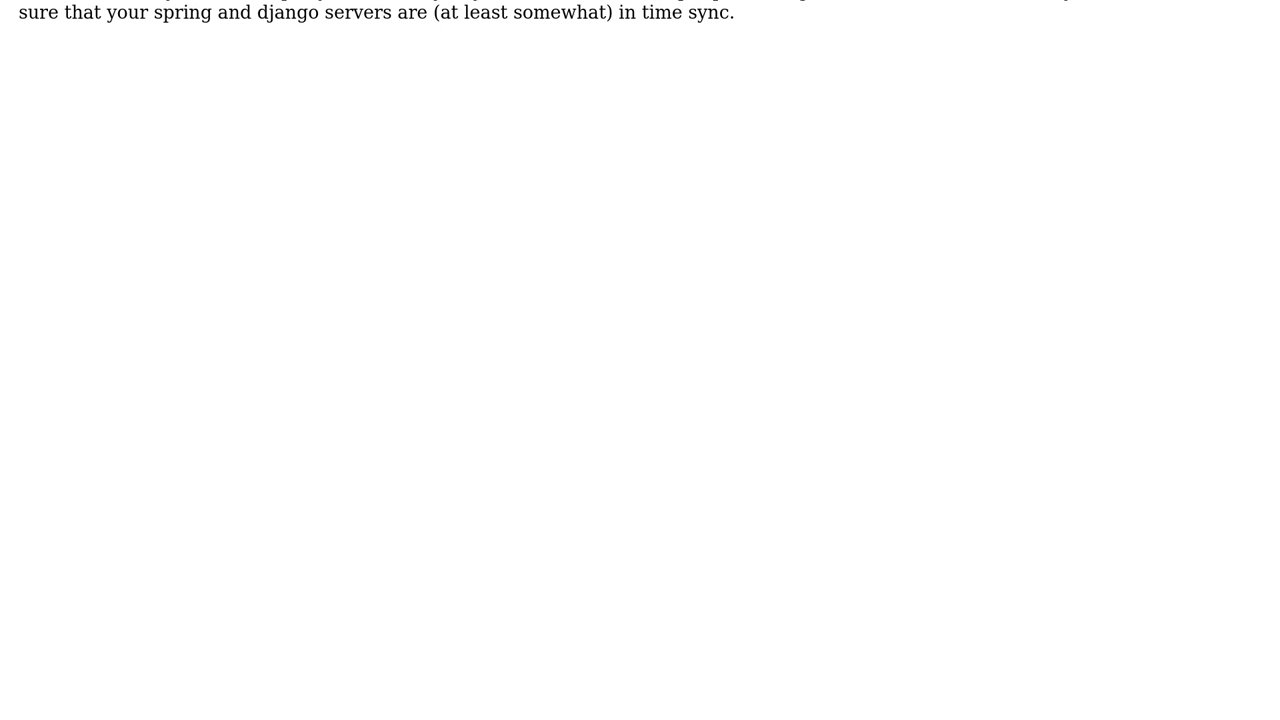 sure that your spring and django servers are (at least somewhat) in time sync.